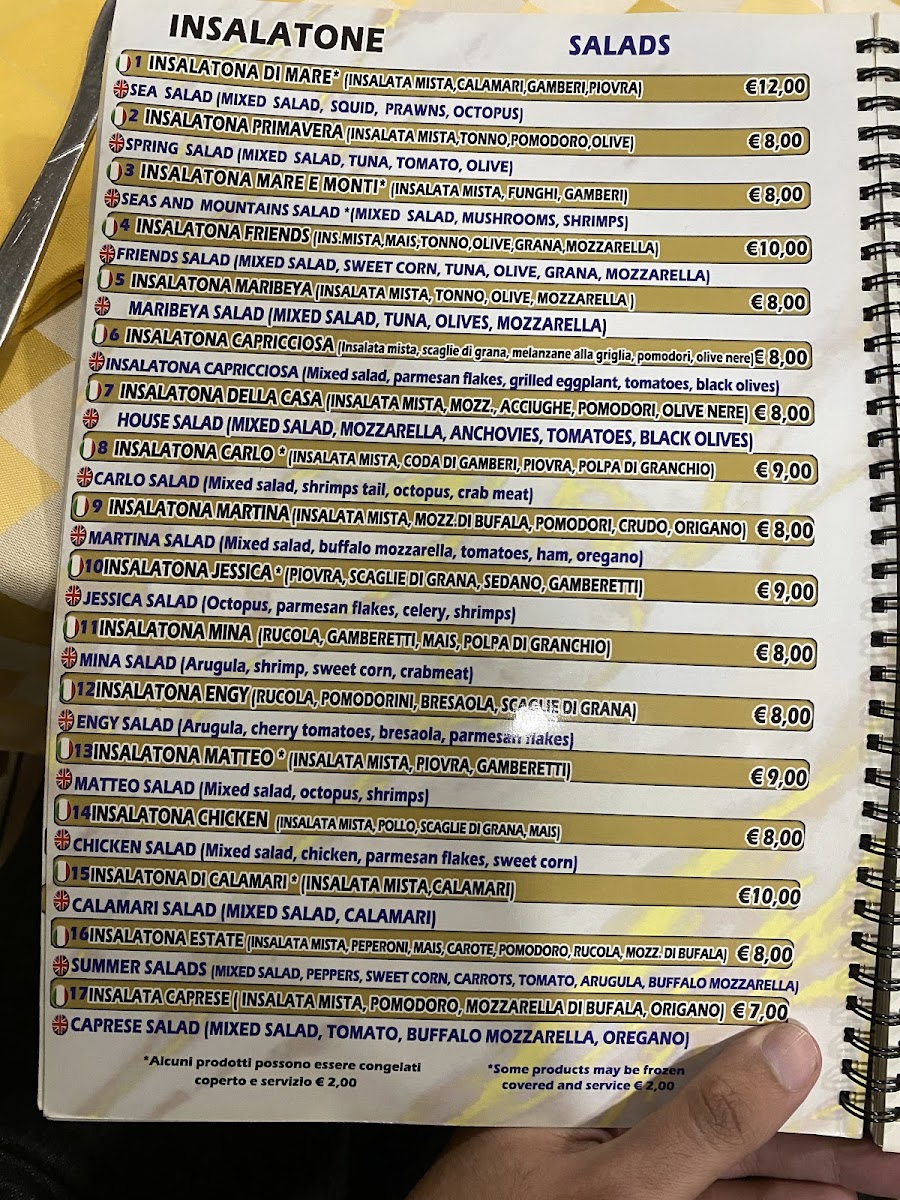 INSALATONE SALADS
1 INSALATONA DI MARE* (INSALATA MISTA,CALAMARI,GAMBERI,PIOVRA) €12,00
SEA SALAD (MIXED SALAD, SQUID, PRAWNS, OCTOPUS)
2 INSALATONA PRIMAVERA (INSALATA MISTA,TONNO,POMODORO,OLIVE) €8,00
SPRING SALAD (MIXED SALAD, TUNA, TOMATO, OLIVE)
3 INSALATONA MARE E MONTI* (INSALATA MISTA, FUNGHI, GAMBERI) €8,00
SEAS AND MOUNTAINS SALAD *(MIXED SALAD, MUSHROOMS, SHRIMPS)
4 INSALATONA FRIENDS (INS.MISTA,MAIS,TONNO,OLIVE,GRANA,MOZZARELLA) €10,00
FRIENDS SALAD (MIXED SALAD, SWEET CORN, TUNA, OLIVE, GRANA, MOZZARELLA)
5 INSALATONA MARIBEYA (INSALATA MISTA, TONNO, OLIVE, MOZZARELLA ) €8,00
MARIBEYA SALAD (MIXED SALAD, TUNA, OLIVES, MOZZARELLA)
6 INSALATONA CAPRICCIOSA (Insalata mista, scaglie di grana, melanzane alla griglia, pomodori, olive nere) € 8,00
INSALATONA CAPRICCIOSA (Mixed salad, parmesan flakes, grilled eggplant, tomatoes, black olives)
7 INSALATONA DELLA CASA (INSALATA MISTA, MOZZ., ACCIUGHE, POMODORI, OLIVE NERE) € 8,00
HOUSE SALAD (MIXED SALAD, MOZZARELLA, ANCHOVIES, TOMATOES, BLACK OLIVES)
8 INSALATONA CARLO * (INSALATA MISTA, CODA DI GAMBERI, PIOVRA, POLPA DI GRANCHIO) € 9,00
CARLO SALAD (Mixed salad, shrimps tail, octopus, crab meat)
9 INSALATONA MARTINA (INSALATA MISTA, MOZZ.DI BUFALA, POMODORI, CRUDO, ORIGANO) € 8,00
MARTINA SALAD (Mixed salad, buffalo mozzarella, tomatoes, ham, oregano)
10 INSALATONA JESSICA * (PIOVRA, SCAGLIE DI GRANA, SEDANO, GAMBERETTI) € 9,00
JESSICA SALAD (Octopus, parmesan flakes, celery, shrimps)
11 INSALATONA MINA (RUCOLA, GAMBERETTI, MAIS, POLPA DI GRANCHIO) € 8,00
MINA SALAD (Arugula, shrimp, sweet corn, crabmeat)
12 INSALATONA ENGY (RUCOLA, POMODORINI, BRESAOLA, SCAGLIE DI GRANA) € 8,00
ENGY SALAD (Arugula, cherry tomatoes, bresaola, parmesan flakes)
13 INSALATONA MATTEO * (INSALATA MISTA, PIOVRA, GAMBERETTI) € 9,00
MATTEO SALAD (Mixed salad, octopus, shrimps)
14 INSALATONA CHICKEN (INSALATA MISTA, POLLO, SCAGLIE DI GRANA, MAIS) € 8,00
CHICKEN SALAD (Mixed salad, chicken, parmesan flakes, sweet corn)
15 INSALATONA DI CALAMARI * (INSALATA MISTA,CALAMARI) €10,00
CALAMARI SALAD (MIXED SALAD, CALAMARI)
16 INSALATONA ESTATE (INSALATA MISTA, PEPERONI, MAIS, CAROTE, POMODORO, RUCOLA, MOZZ. DI BUFALA) € 8,00
SUMMER SALADS (MIXED SALAD, PEPPERS, SWEET CORN, CARROTS, TOMATO, ARUGULA, BUFFALO MOZZARELLA)
17 INSALATA CAPRESE ( INSALATA MISTA, POMODORO, MOZZARELLA DI BUFALA, ORIGANO) € 7,00
CAPRESE SALAD (MIXED SALAD, TOMATO, BUFFALO MOZZARELLA, OREGANO)
*Alcuni prodotti possono essere congelati
coperto e servizio € 2,00
*Some products may be frozen
covered and service € 2,00